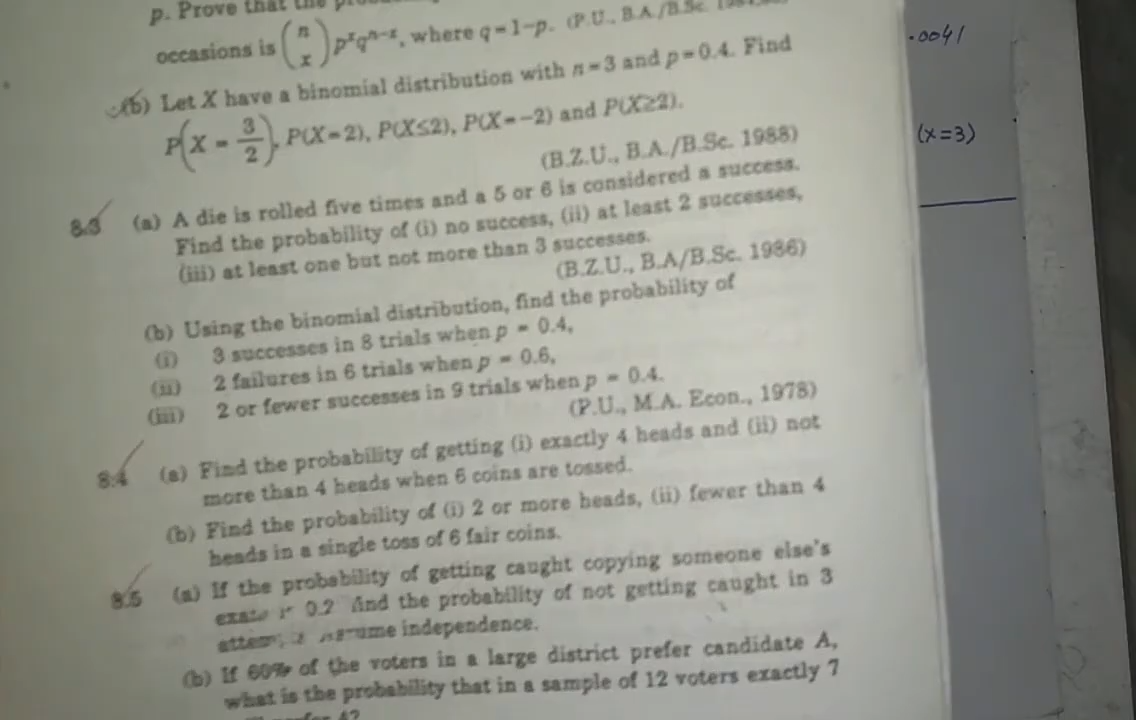 p. Prove that the
occasions is (n x) pˣqⁿ⁻ˣ, where q = 1-p. (P.U., B.A./B.Sc.
(b) Let X have a binomial distribution with n = 3 and p = 0.4. Find
P(X = 3/2), P(X = 2), P(X ≤ 2), P(X = -2) and P(X ≥ 2).
(B.Z.U., B.A./B.Sc. 1988)
8.3 (a) A die is rolled five times and a 5 or 6 is considered a success.
Find the probability of (i) no success, (ii) at least 2 successes,
(iii) at least one but not more than 3 successes.
(B.Z.U., B.A/B.Sc. 1986)
(b) Using the binomial distribution, find the probability of
(i) 3 successes in 8 trials when p = 0.4,
(ii) 2 failures in 6 trials when p = 0.6,
(iii) 2 or fewer successes in 9 trials when p = 0.4.
(P.U., M.A. Econ., 1978)
8.4 (a) Find the probability of getting (i) exactly 4 heads and (ii) not
more than 4 heads when 6 coins are tossed.
(b) Find the probability of (i) 2 or more heads, (ii) fewer than 4
heads in a single toss of 6 fair coins.
8.5 (a) If the probability of getting caught copying someone else's
0.2 find the probability of not getting caught in 3
independence.
(b) If 60% of the voters in a large district prefer candidate A,
what is the probability that in a sample of 12 voters exactly 7
A?
.0041
(x=3)